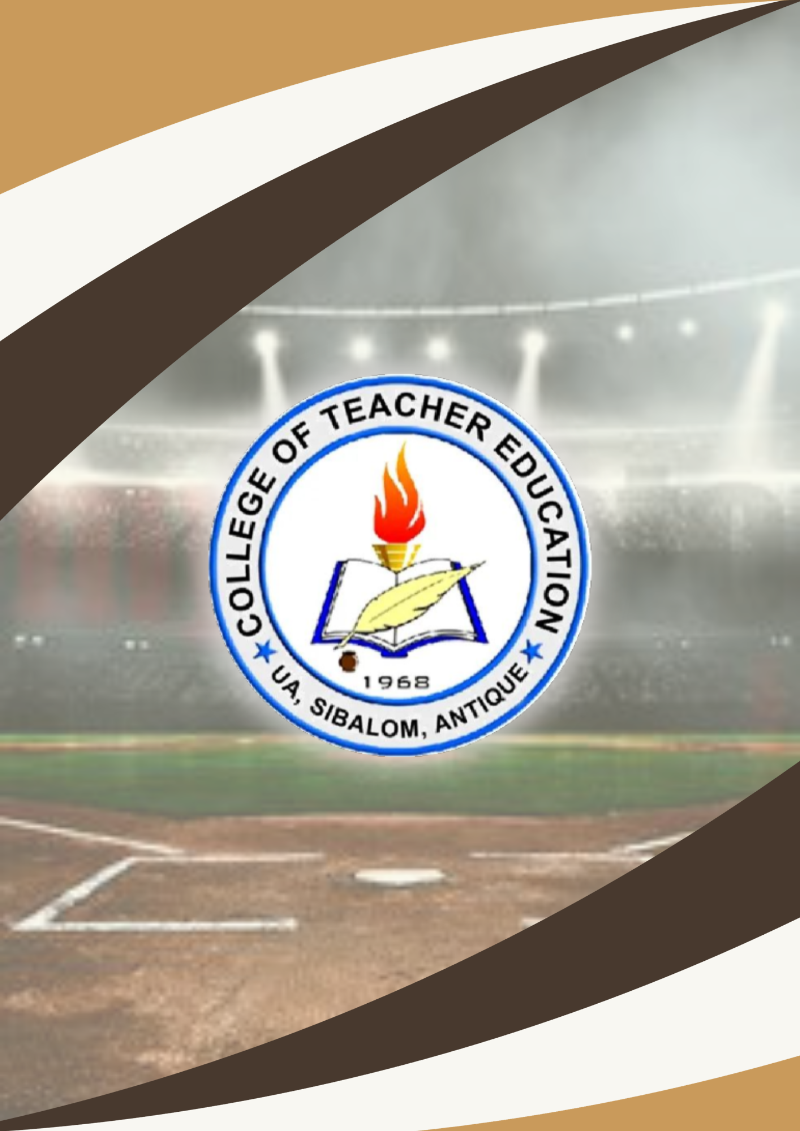 COLLEGE OF TEACHER EDUCATION
1968
UA, SIBALOM, ANTIQUE